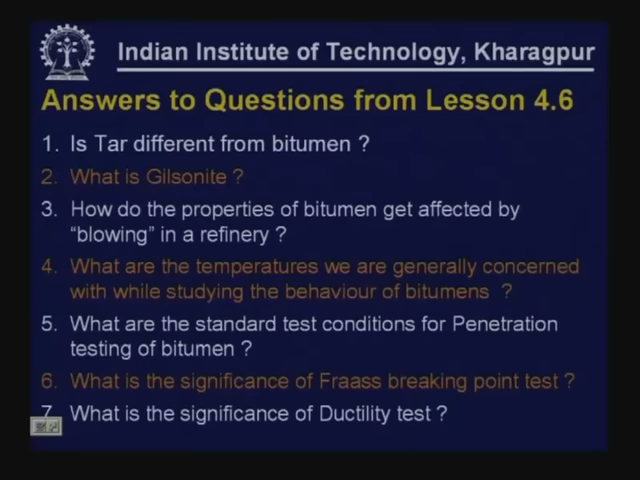 Indian Institute of Technology, Kharagpur
Answers to Questions from Lesson 4.6
1. Is Tar different from bitumen ?
2. What is Gilsonite ?
3. How do the properties of bitumen get affected by
“blowing” in a refinery ?
4. What are the temperatures we are generally concerned
with while studying the behaviour of bitumens ?
5. What are the standard test conditions for Penetration
testing of bitumen ?
6. What is the significance of Fraass breaking point test ?
7. What is the significance of Ductility test ?